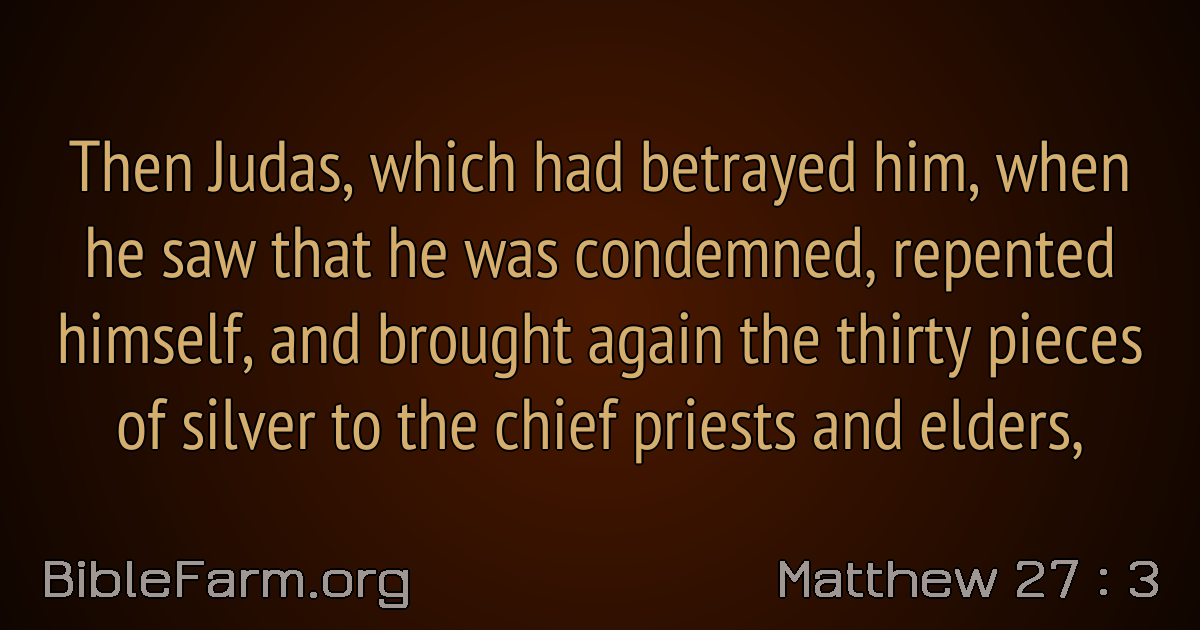 Then Judas, which had betrayed him, when
he saw that he was condemned, repented
himself, and brought again the thirty pieces
of silver to the chief priests and elders,
BibleFarm.org
Matthew 27 : 3